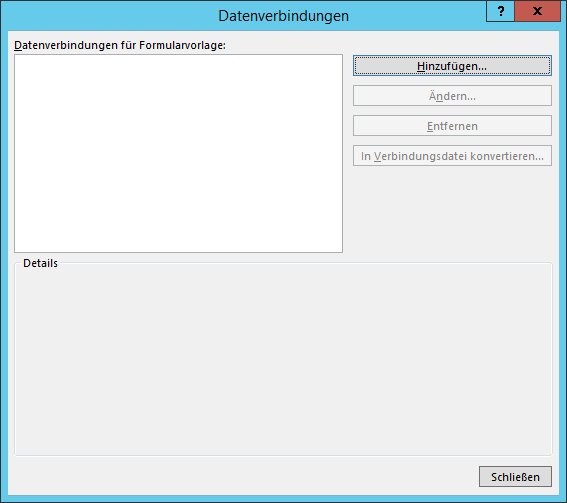 Datenverbindungen
?
x
Datenverbindungen für Formularvorlage:
Hinzufügen...
Ändern...
Entfernen
In Verbindungsdatei konvertieren...
Details
Schließen